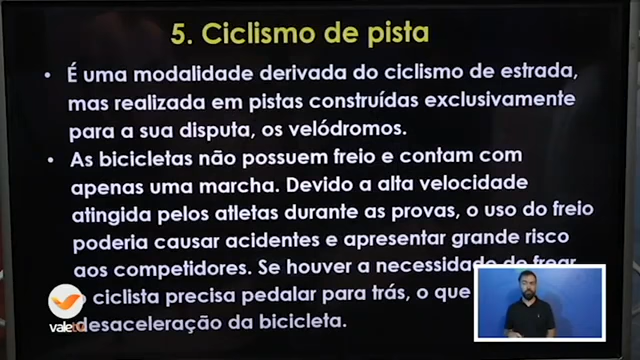 5. Ciclismo de pista
• É uma modalidade derivada do ciclismo de estrada,
mas realizada em pistas construídas exclusivamente
para a sua disputa, os velódromos.
• As bicicletas não possuem freio e contam com
apenas uma marcha. Devido a alta velocidade
atingida pelos atletas durante as provas, o uso do freio
poderia causar acidentes e apresentar grande risco
aos competidores. Se houver a necessidade de frear,
ciclista precisa pedalar para trás, o que
desaceleração da bicicleta.
valetv